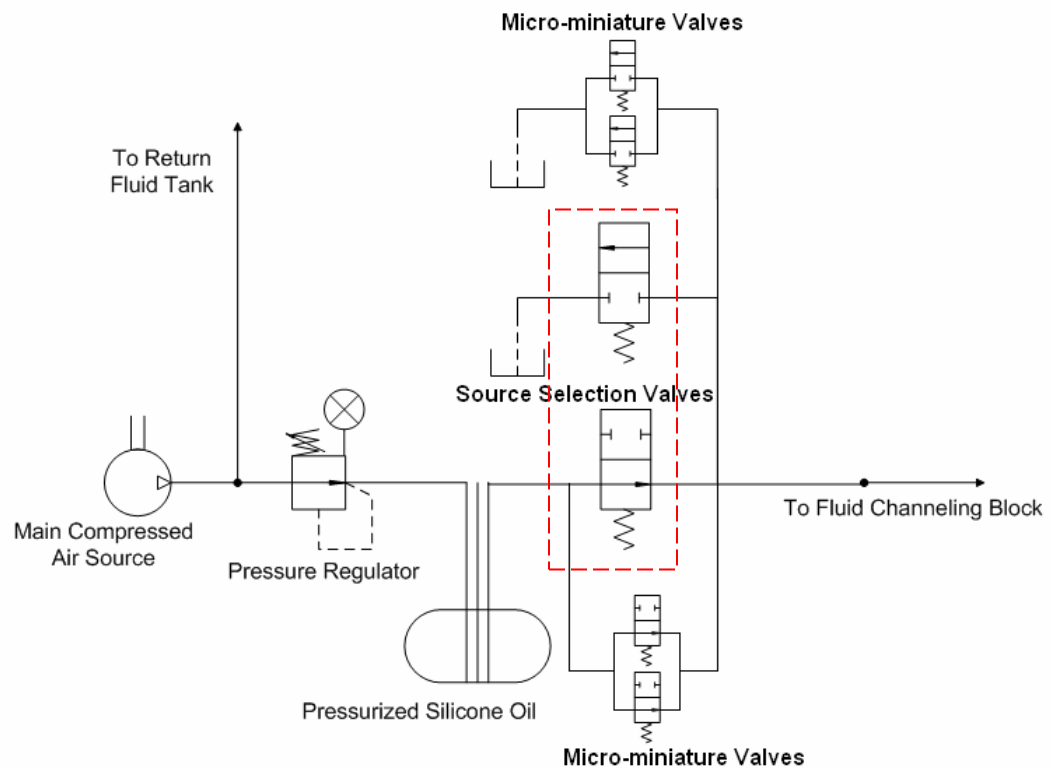 Micro-miniature Valves
To Return
Fluid Tank
Source Selection Valves
Main Compressed
Air Source
Pressure Regulator
To Fluid Channeling Block
Pressurized Silicone Oil
Micro-miniature Valves